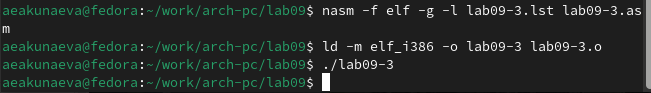 aeakunaeva@fedora:~/work/arch-pc/lab09$ nasm -f elf -g -l lab09-3.lst lab09-3.as
m
aeakunaeva@fedora:~/work/arch-pc/lab09$ ld -m elf_i386 -o lab09-3 lab09-3.o
aeakunaeva@fedora:~/work/arch-pc/lab09$ ./lab09-3
aeakunaeva@fedora:~/work/arch-pc/lab09$